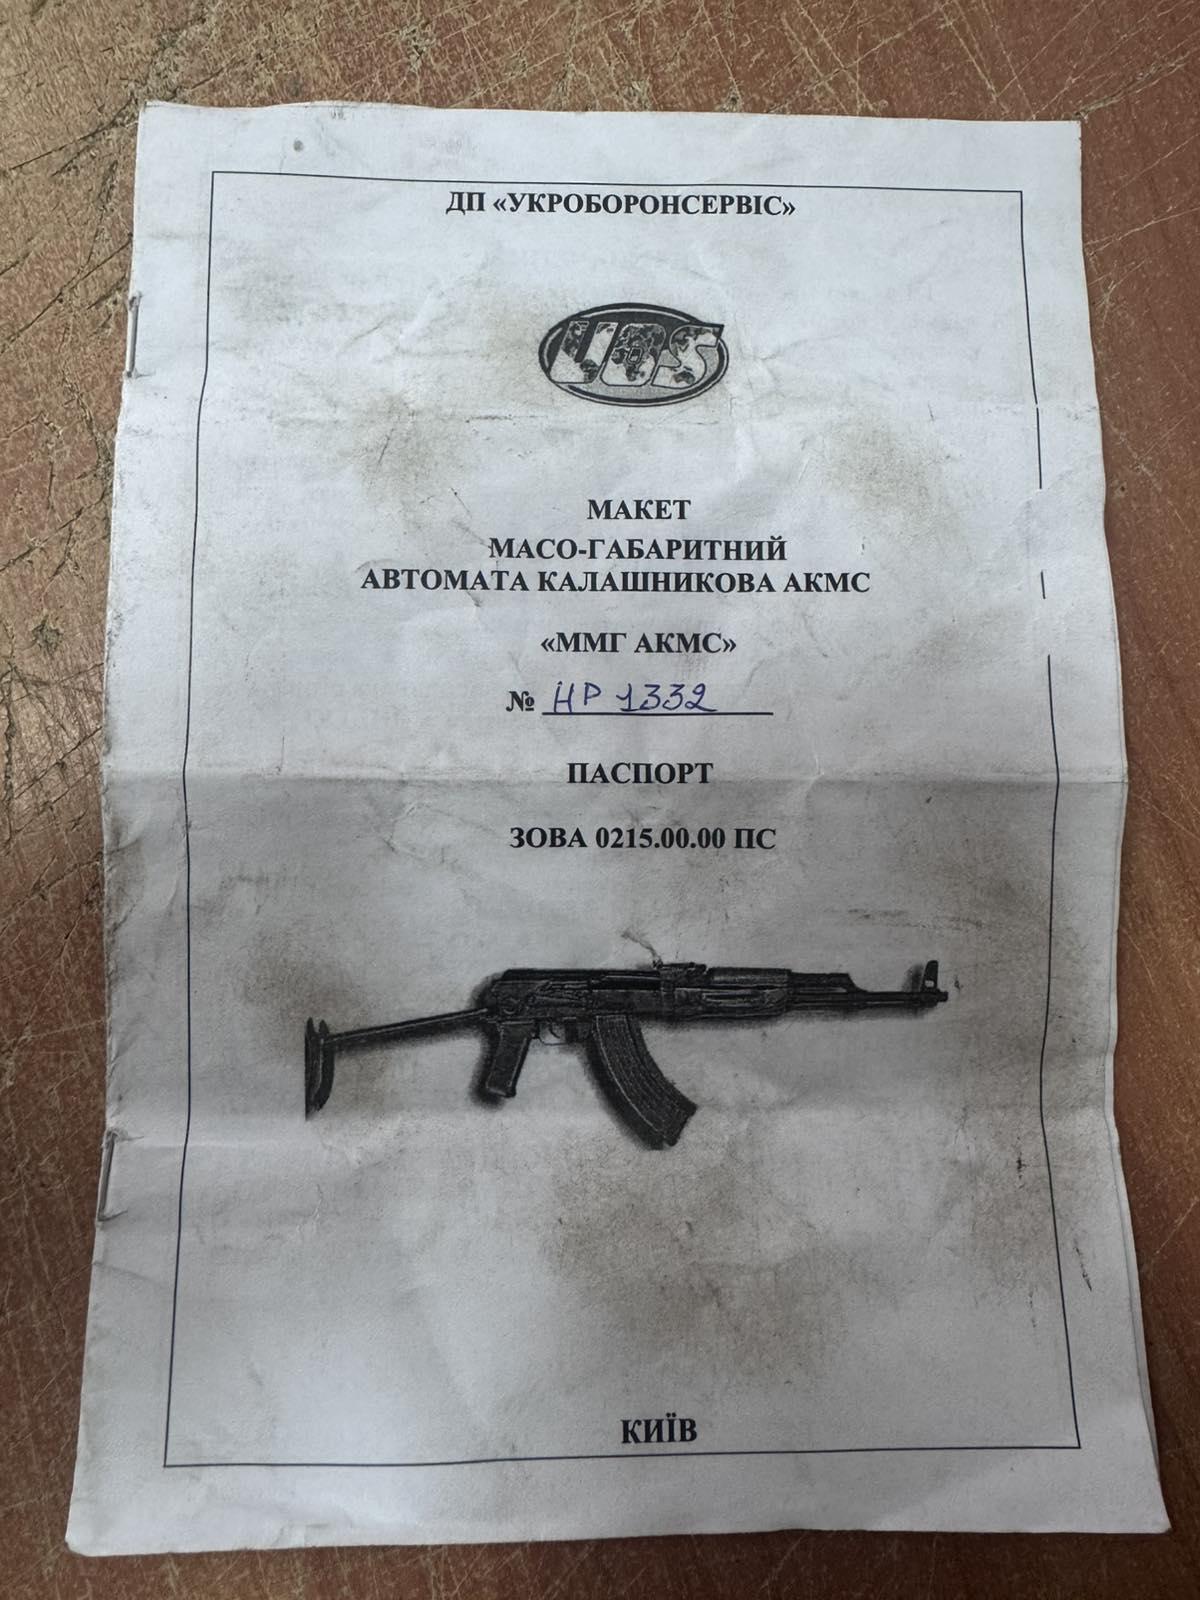 ДП «УКРОБОРОНСЕРВІС»
UOS
МАКЕТ
МАСО-ГАБАРИТНИЙ
АВТОМАТА КАЛАШНИКОВА АКМС
«ММГ АКМС»
№ НР 1332
ПАСПОРТ
ЗОВА 0215.00.00 ПС
КИЇВ